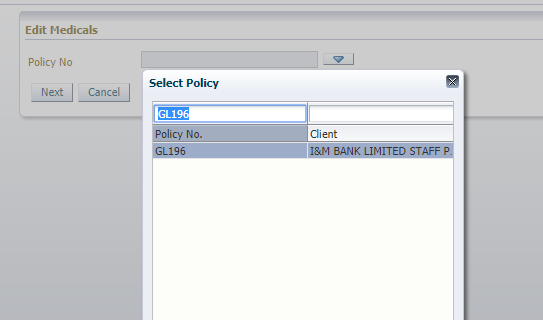 Edit Medicals
Policy No
Next Cancel
Select Policy
GL196
Policy No. Client
GL196 I&M BANK LIMITED STAFF P.